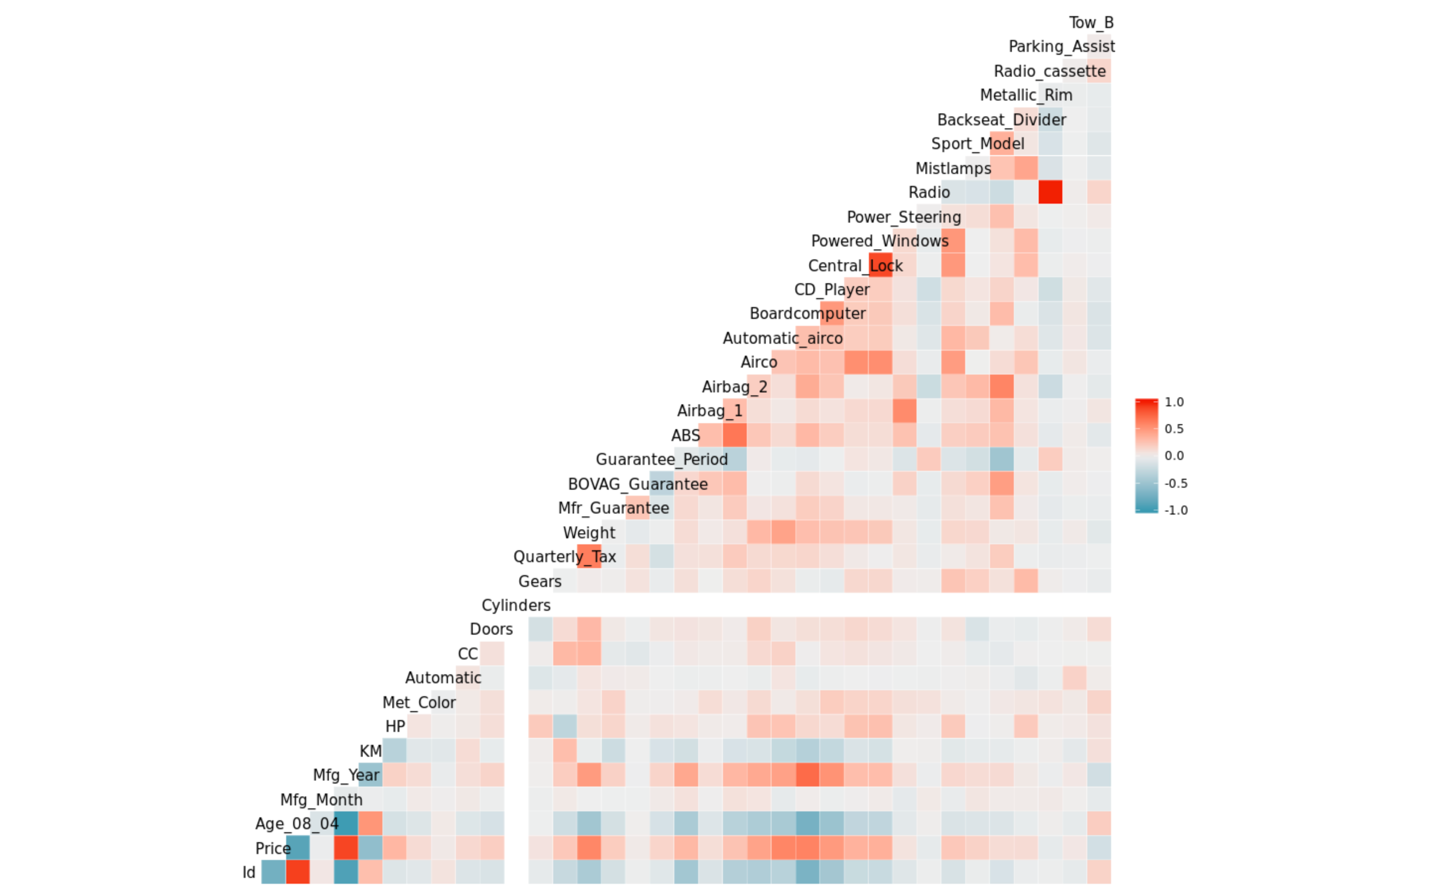 Tow_B
Parking_Assist
Radio_cassette
Metallic_Rim
Backseat_Divider
Sport_Model
Mistlamps
Radio
Power_Steering
Powered_Windows
Central_Lock
CD_Player
Boardcomputer
Automatic_airco
Airco
Airbag_2
Airbag_1
ABS
Guarantee_Period
BOVAG_Guarantee
Mfr_Guarantee
Weight
Quarterly_Tax
Gears
Cylinders
Doors
CC
Automatic
Met_Color
HP
KM
Mfg_Year
Mfg_Month
Age_08_04
Price
Id
1.0
0.5
0.0
-0.5
-1.0